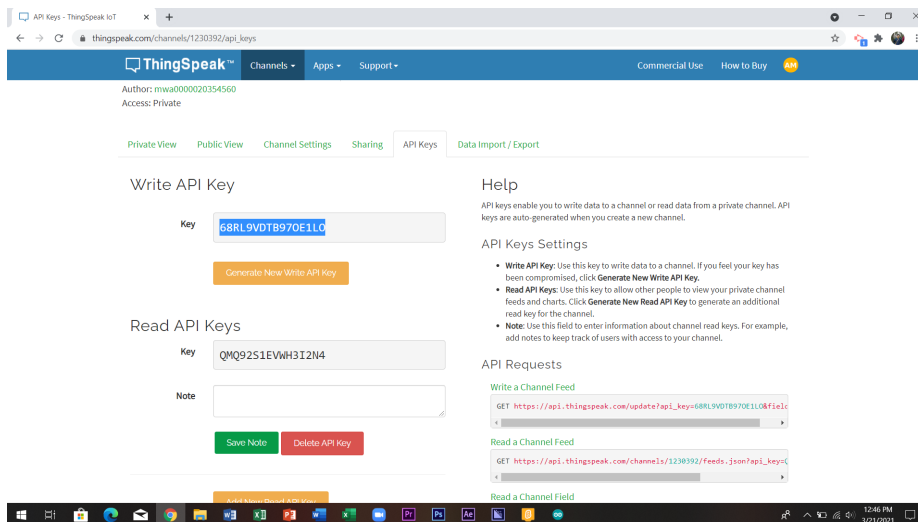 API Keys - ThingSpeak IoT
thingspeak.com/channels/1230392/api_keys
ThingSpeak™ Channels Apps Support Commercial Use How to Buy AM
Author: mwa0000020354560
Access: Private
Private View Public View Channel Settings Sharing API Keys Data Import / Export
Write API Key
Key 68RL9VDTB97OE1LO
Generate New Write API Key
Read API Keys
Key QMQ92S1EVWH3I2N4
Note
Save Note Delete API Key
Add New Read API Key
Help
API keys enable you to write data to a channel or read data from a private channel. API
keys are auto-generated when you create a new channel.
API Keys Settings
• Write API Key: Use this key to write data to a channel. If you feel your key has
been compromised, click Generate New Write API Key.
• Read API Keys: Use this key to allow other people to view your private channel
feeds and charts. Click Generate New Read API Key to generate an additional
read key for the channel.
• Note: Use this field to enter information about channel read keys. For example,
add notes to keep track of users with access to your channel.
API Requests
Write a Channel Feed
GET https://api.thingspeak.com/update?api_key=68RL9VDTB97OE1LO&field
Read a Channel Feed
GET https://api.thingspeak.com/channels/1230392/feeds.json?api_key=Q
Read a Channel Field
12:46 PM
3/21/2021